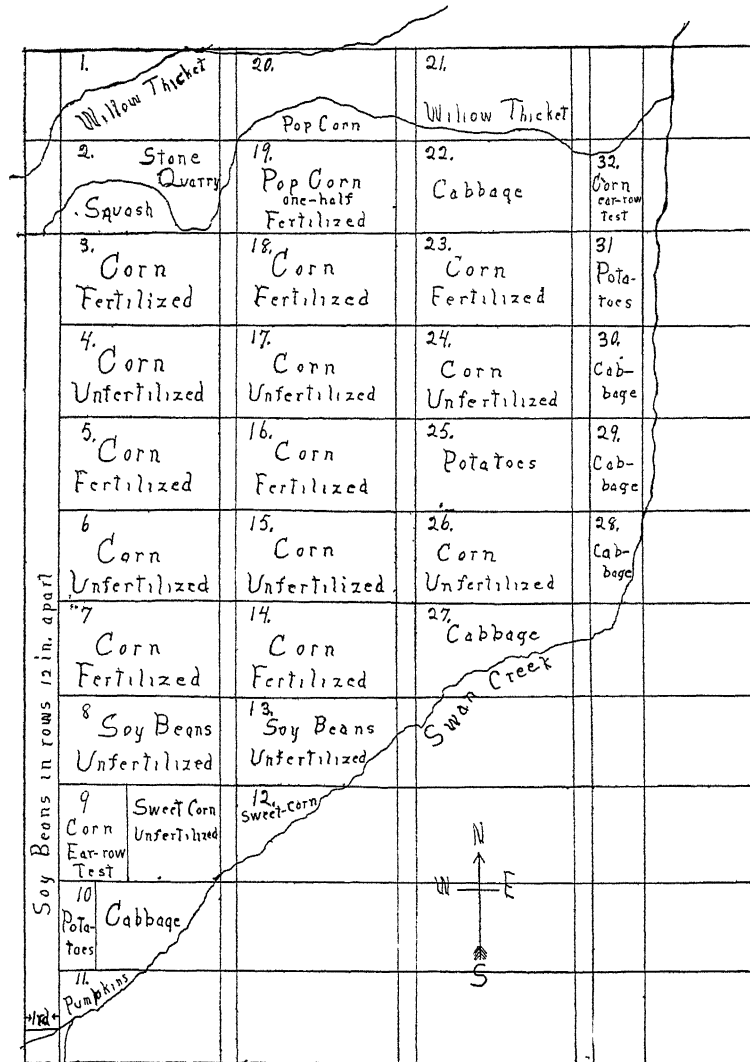 1.
Willow Thicket
2.
Stone
Quarry
Squash
3.
Corn
Fertilized
4.
Corn
Unfertilized
5.
Corn
Fertilized
6
Corn
Unfertilized
7
Corn
Fertilized
8
Soy Beans
Unfertilized
9
Corn
Ear-row
Test
Sweet Corn
Unfertilized
10
Pota-
toes
Cabbage
11.
Pumpkins
1rd
Soy Beans in rows 12 in. apart
20.
Pop Corn
19.
Pop Corn
one-half
Fertilized
18.
Corn
Fertilized
17.
Corn
Unfertilized
16.
Corn
Fertilized
15.
Corn
Unfertilized
14.
Corn
Fertilized
13.
Soy Beans
Unfertilized
12.
Sweet-corn
21.
Willow Thicket
22.
Cabbage
23.
Corn
Fertilized
24.
Corn
Unfertilized
25.
Potatoes
26.
Corn
Unfertilized
27.
Cabbage
Swan Creek
32.
Corn
ear-row
Test
31
Pota-
toes
30.
Cab-
bage
29.
Cab-
bage
28.
Cab-
bage
N
W E
S